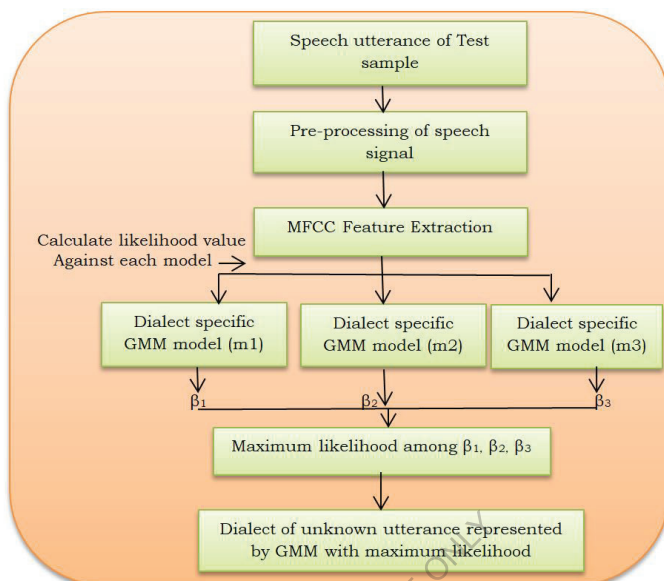 Speech utterance of Test
sample
Pre-processing of speech
signal
MFCC Feature Extraction
Calculate likelihood value
Against each model
Dialect specific
GMM model (m1)
Dialect specific
GMM model (m2)
Dialect specific
GMM model (m3)
β₁
β₂
β₃
Maximum likelihood among β₁, β₂, β₃
Dialect of unknown utterance represented
by GMM with maximum likelihood
ONLY